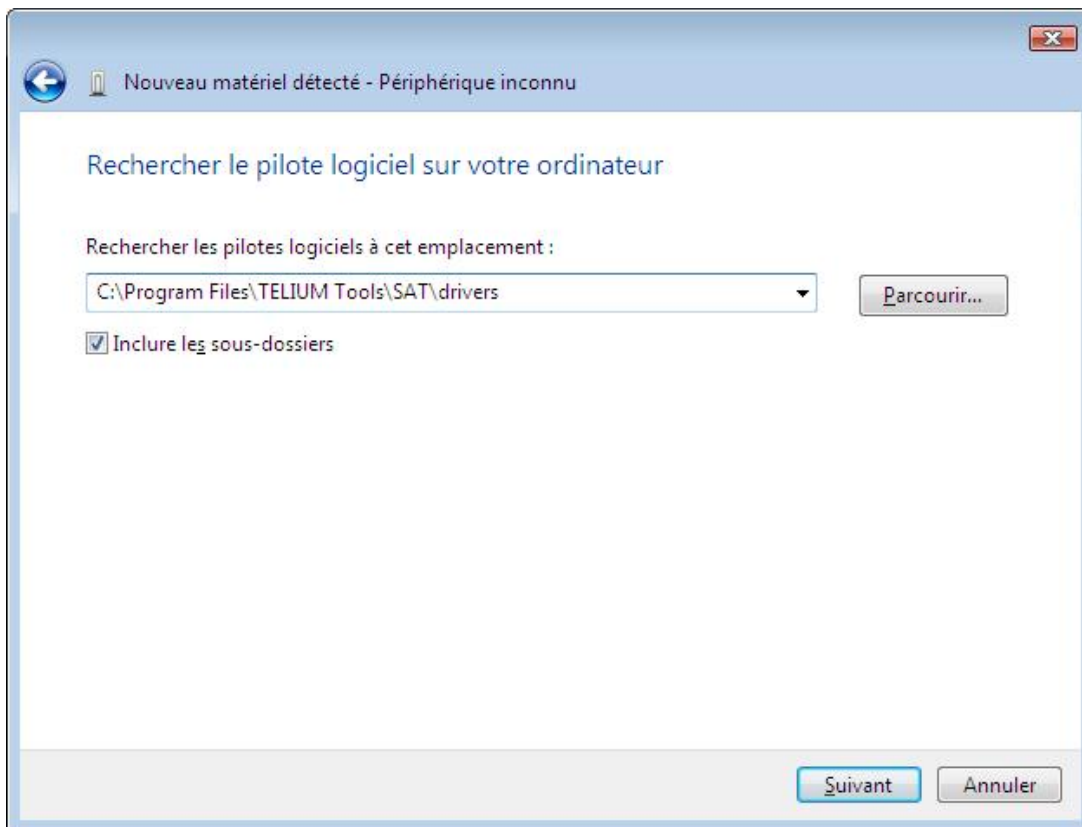 Nouveau matériel détecté - Périphérique inconnu
Rechercher le pilote logiciel sur votre ordinateur
Rechercher les pilotes logiciels à cet emplacement :
C:\Program Files\TELIUM Tools\SAT\drivers
Parcourir...
Inclure les sous-dossiers
Suivant
Annuler